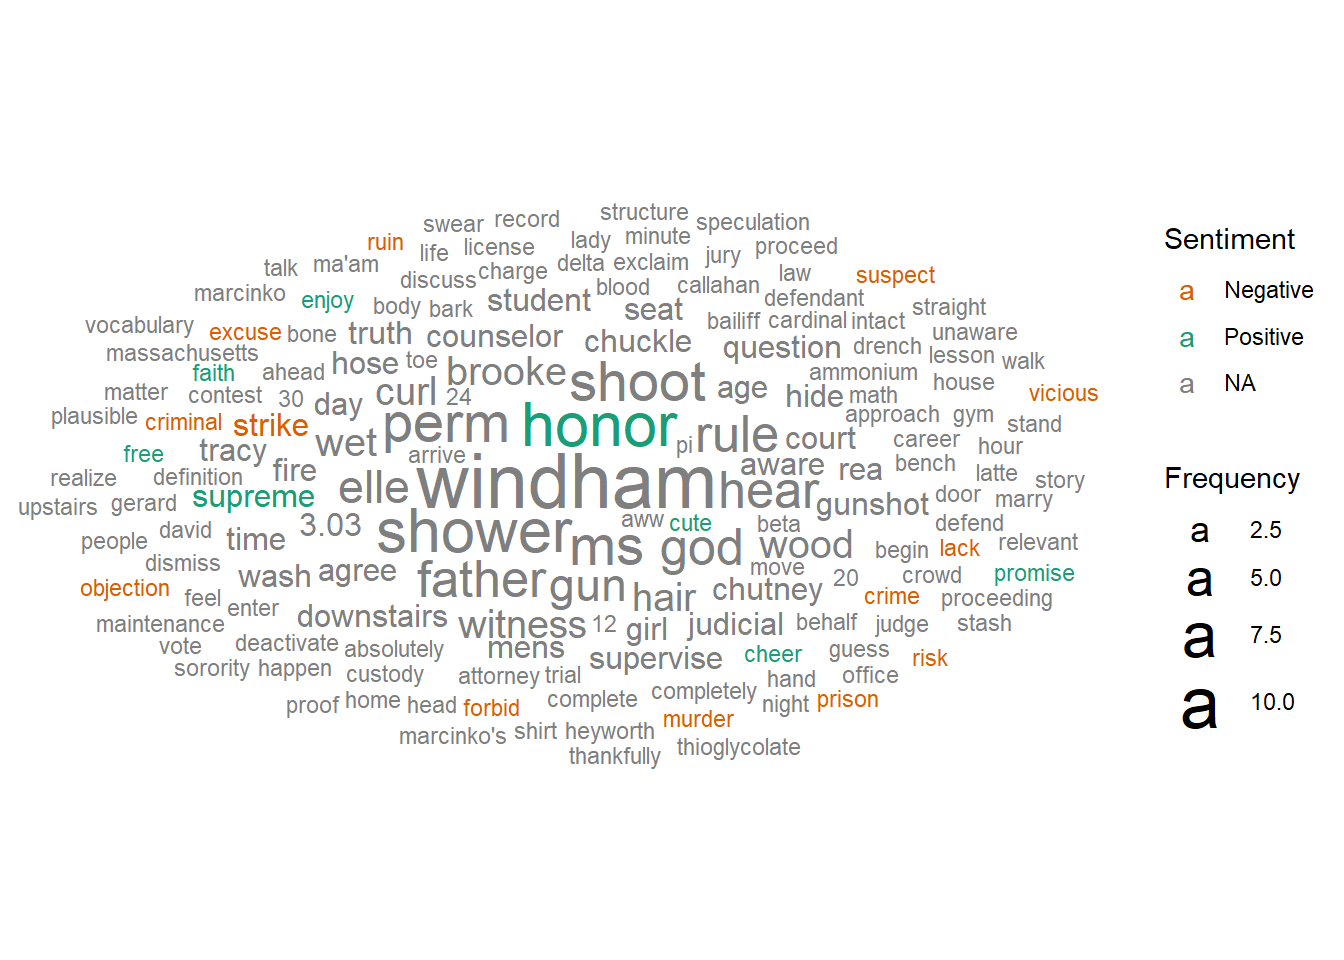 structure
swear record speculation
ruin life license lady minute jury proceed
talk ma'am discuss charge delta exclaim law suspect
marcinko enjoy body bark student blood seat callahan defendant straight
vocabulary excuse bone truth counselor chuckle bailiff cardinal intact unaware
massachusetts faith ahead hose toe brooke shoot question drench lesson walk
matter contest 30 day curl 24 age hide ammonium math house vicious
plausible criminal strike perm honor pi rule court approach gym stand
free tracy wet arrive career hour
realize definition fire elle windham hear aware rea bench latte story
upstairs gerard supreme gunshot door marry
people david time 3.03 shower aww cute beta defend
dismiss ms god wood begin lack relevant
objection wash agree father gun move chutney 20 crowd promise
feel enter hair crime proceeding
maintenance downstairs witness 12 girl judicial behalf judge stash
vote deactivate absolutely mens supervise cheer guess risk
sorority happen custody attorney trial hand office
proof home head forbid complete completely night prison
marcinko's shirt heyworth murder
thankfully thioglycolate
Sentiment
a Negative
a Positive
a NA
Frequency
a 2.5
a 5.0
a 7.5
a 10.0